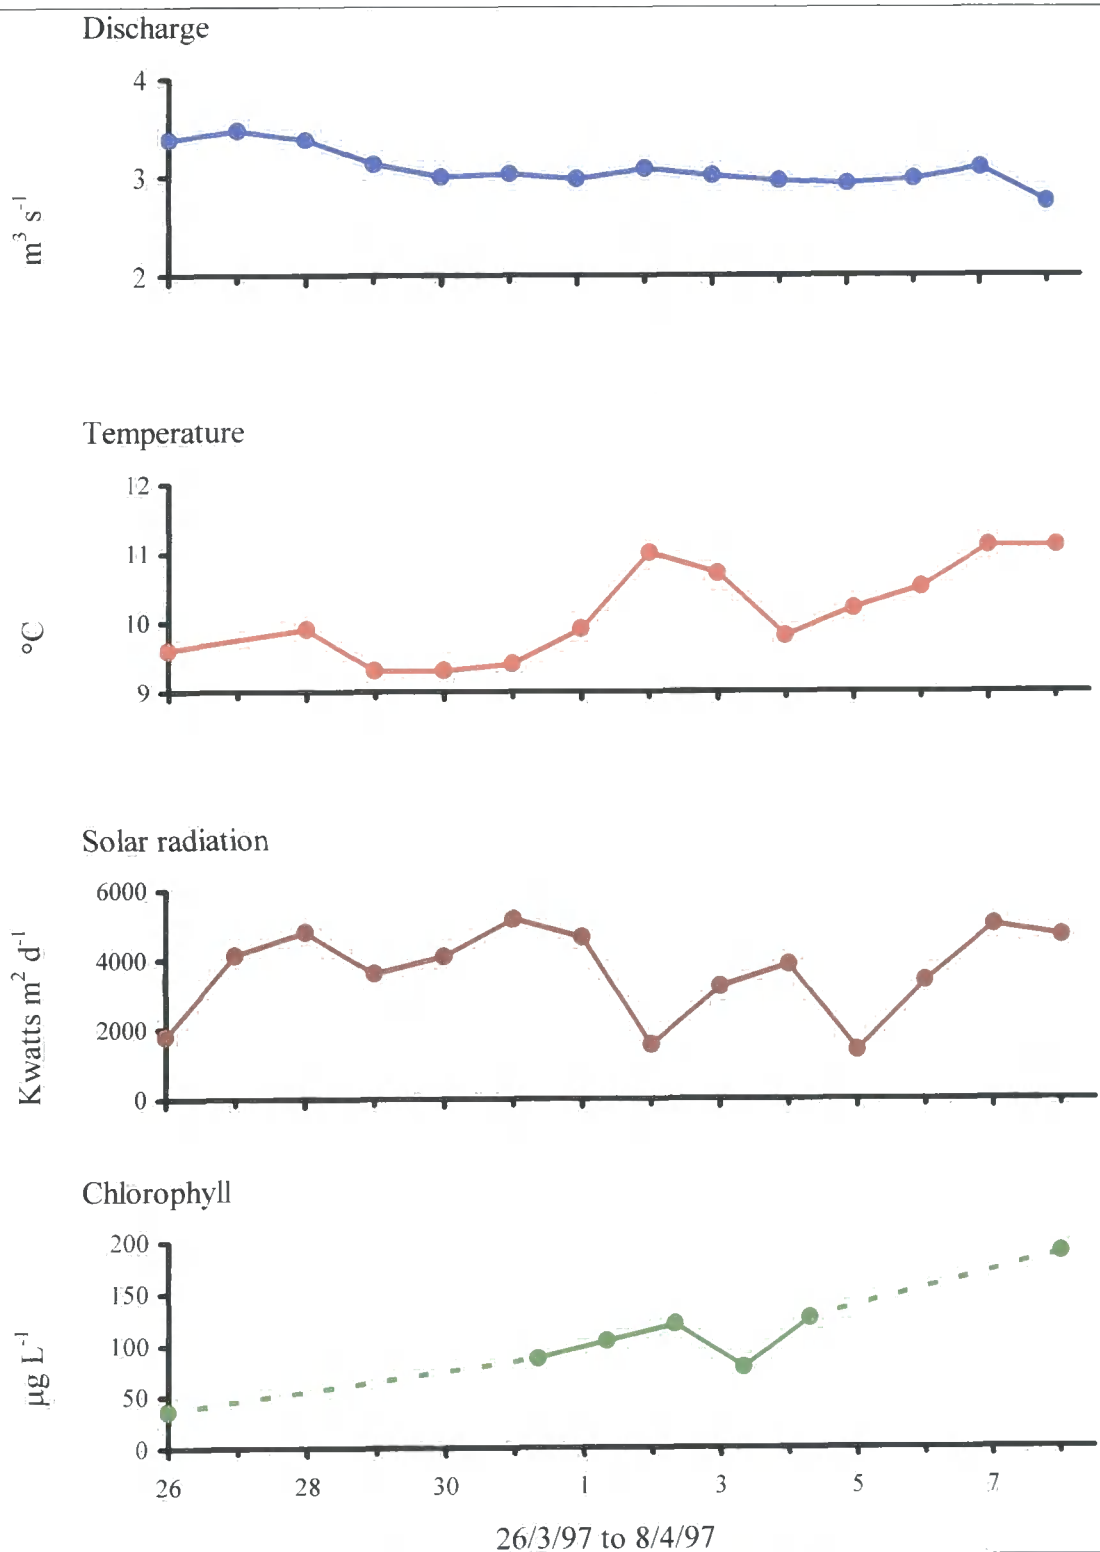 Discharge
4
3
2
m³ s⁻¹
Temperature
12
11
10
9
°C
Solar radiation
6000
4000
2000
0
Kwatts m² d⁻¹
Chlorophyll
200
150
100
50
0
µg L⁻¹
26 28 30 1 3 5 7
26/3/97 to 8/4/97